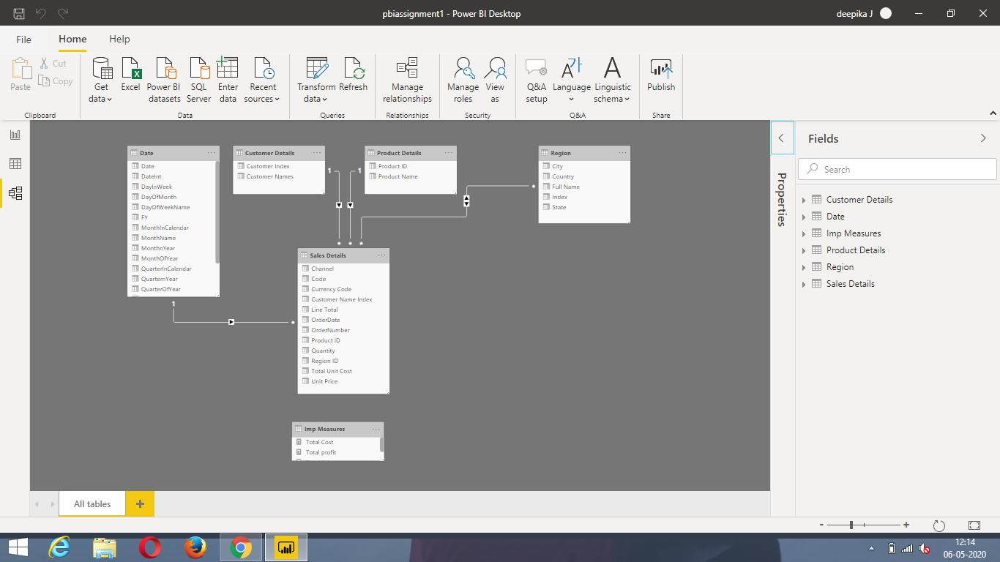 pbiassignment1 - Power BI Desktop
deepika J
File
Home
Help
Paste
Cut
Copy
Get data
Excel
Power BI datasets
SQL Server
Enter data
Recent sources
Transform data
Refresh
Manage relationships
Manage roles
View as
Q&A setup
Language
Linguistic schema
Publish
Clipboard
Data
Queries
Relationships
Security
Q&A
Share
Date
Date
DateInt
DayInWeek
DayOfMonth
DayOfWeekName
FY
MonthInCalendar
MonthName
MonthnYear
MonthOfYear
QuarterInCalendar
QuarternYear
QuarterOfYear
Customer Details
Customer Index
Customer Names
1
1
Product Details
Product ID
Product Name
Region
City
Country
Full Name
Index
State
1
Sales Details
Channel
Code
Currency Code
Customer Name Index
Line Total
OrderDate
OrderNumber
Product ID
Quantity
Region ID
Total Unit Cost
Unit Price
Imp Measures
Total Cost
Total profit
Properties
Fields
Search
Customer Details
Date
Imp Measures
Product Details
Region
Sales Details
All tables
12:14
06-05-2020